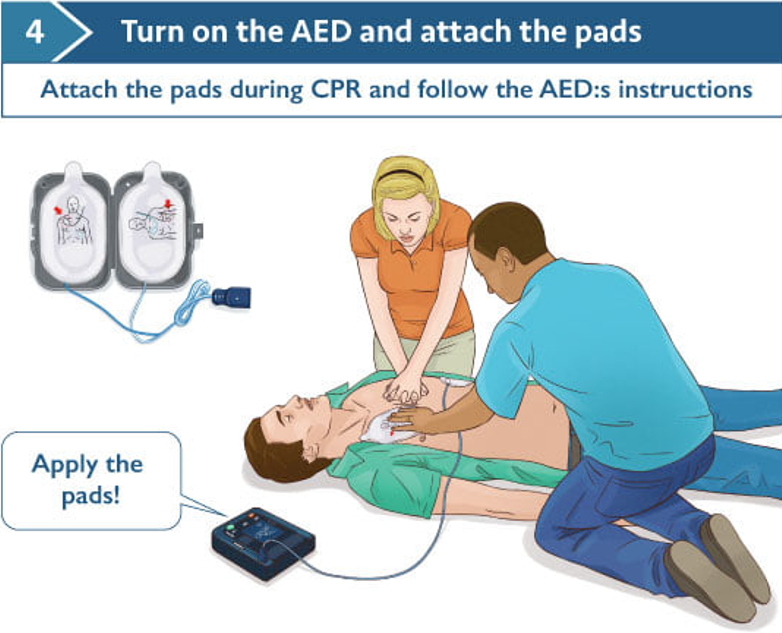 4
Turn on the AED and attach the pads
Attach the pads during CPR and follow the AED:s instructions
Apply the
pads!